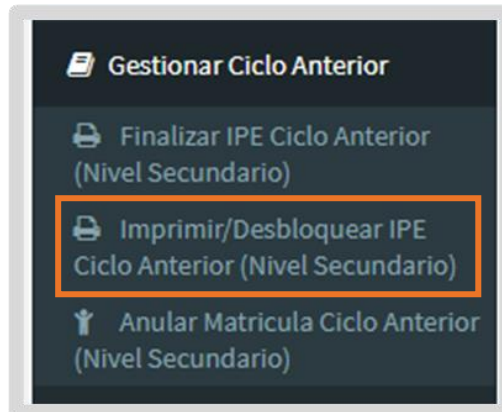 Gestionar Ciclo Anterior
Finalizar IPE Ciclo Anterior
(Nivel Secundario)
Imprimir/Desbloquear IPE
Ciclo Anterior (Nivel Secundario)
Anular Matricula Ciclo Anterior
(Nivel Secundario)